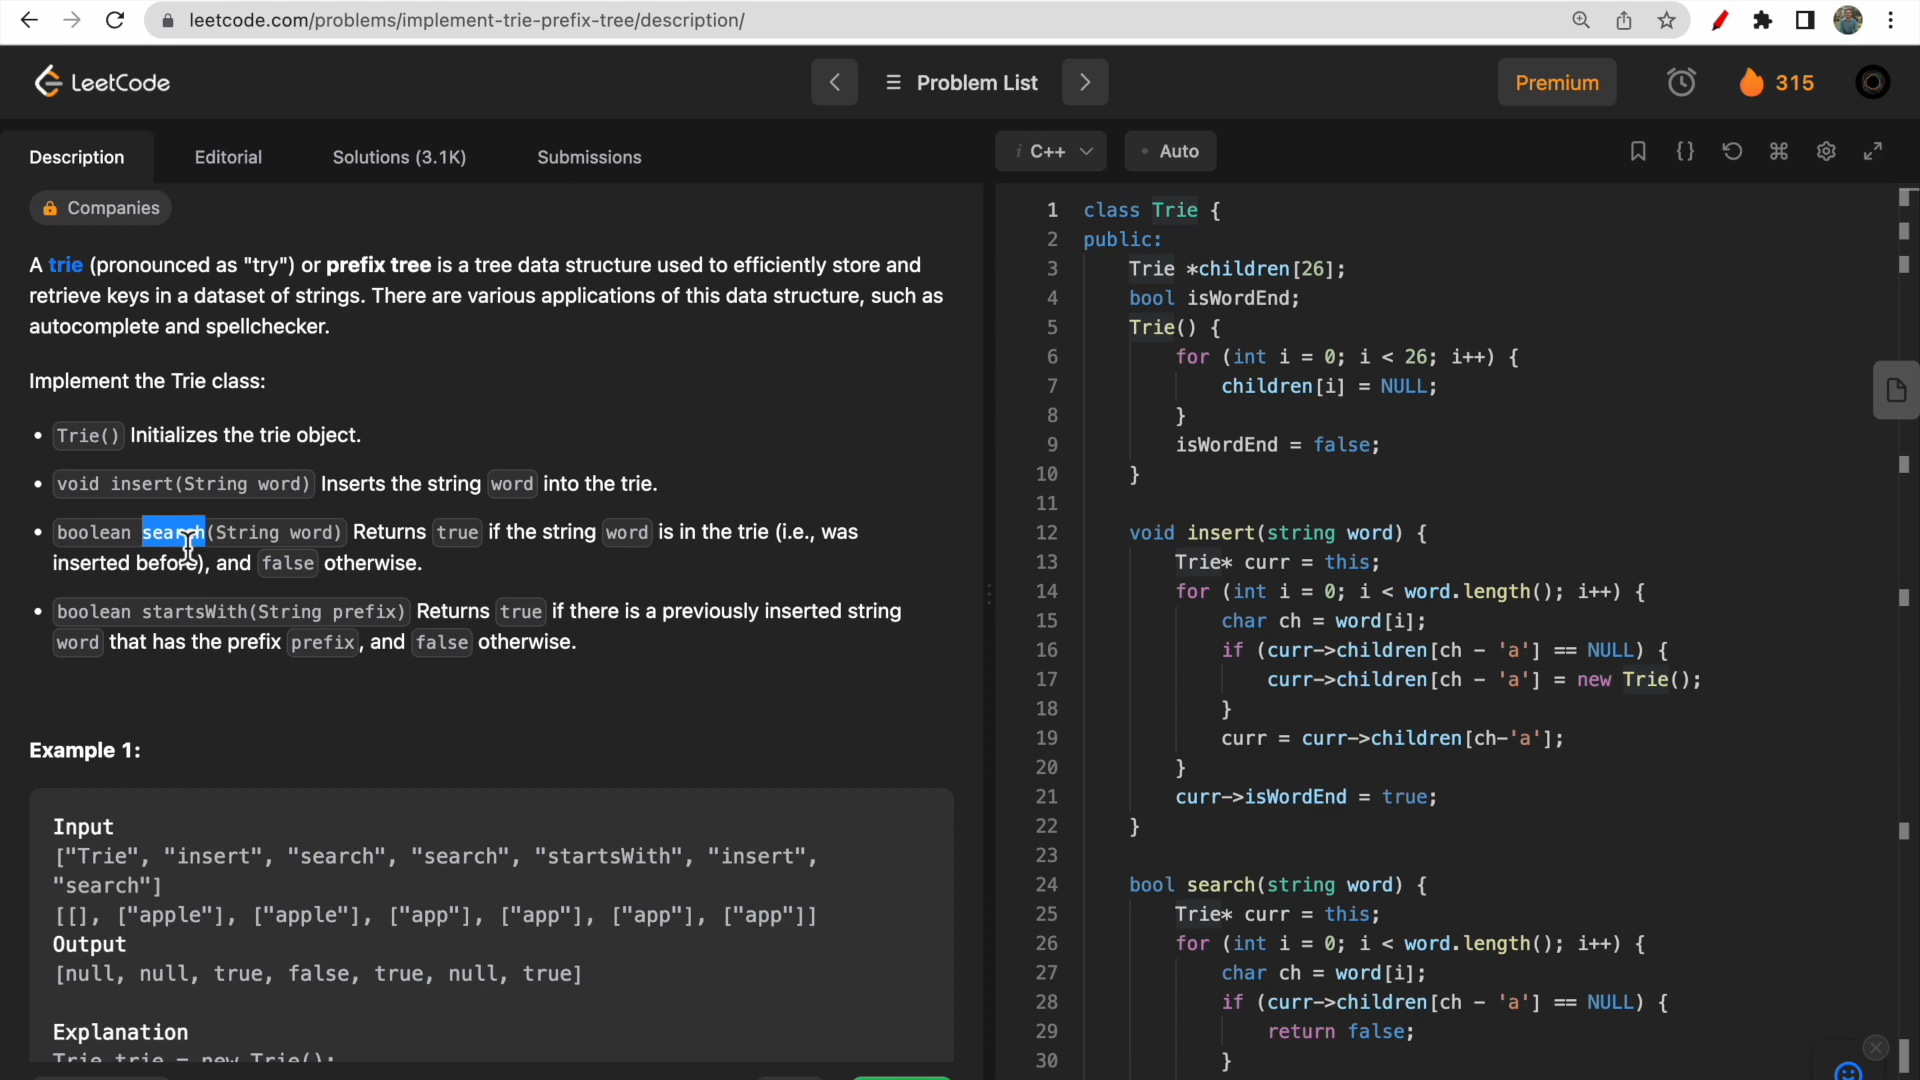 leetcode.com/problems/implement-trie-prefix-tree/description/
LeetCode
Problem List
Premium
315
Description
Editorial
Solutions (3.1K)
Submissions
C++
Auto
Companies
A trie (pronounced as "try") or prefix tree is a tree data structure used to efficiently store and
retrieve keys in a dataset of strings. There are various applications of this data structure, such as
autocomplete and spellchecker.
Implement the Trie class:
• Trie() Initializes the trie object.
• void insert(String word) Inserts the string word into the trie.
• boolean search(String word) Returns true if the string word is in the trie (i.e., was
inserted before), and false otherwise.
• boolean startsWith(String prefix) Returns true if there is a previously inserted string
word that has the prefix prefix, and false otherwise.
Example 1:
Input
["Trie", "insert", "search", "search", "startsWith", "insert",
"search"]
[[], ["apple"], ["apple"], ["app"], ["app"], ["app"], ["app"]]
Output
[null, null, true, false, true, null, true]
Explanation
Trie trie = new Trie();
1 class Trie {
2 public:
3 Trie *children[26];
4 bool isWordEnd;
5 Trie() {
6 for (int i = 0; i < 26; i++) {
7 children[i] = NULL;
8 }
9 isWordEnd = false;
10 }
11
12 void insert(string word) {
13 Trie* curr = this;
14 for (int i = 0; i < word.length(); i++) {
15 char ch = word[i];
16 if (curr->children[ch - 'a'] == NULL) {
17 curr->children[ch - 'a'] = new Trie();
18 }
19 curr = curr->children[ch-'a'];
20 }
21 curr->isWordEnd = true;
22 }
23
24 bool search(string word) {
25 Trie* curr = this;
26 for (int i = 0; i < word.length(); i++) {
27 char ch = word[i];
28 if (curr->children[ch - 'a'] == NULL) {
29 return false;
30 }